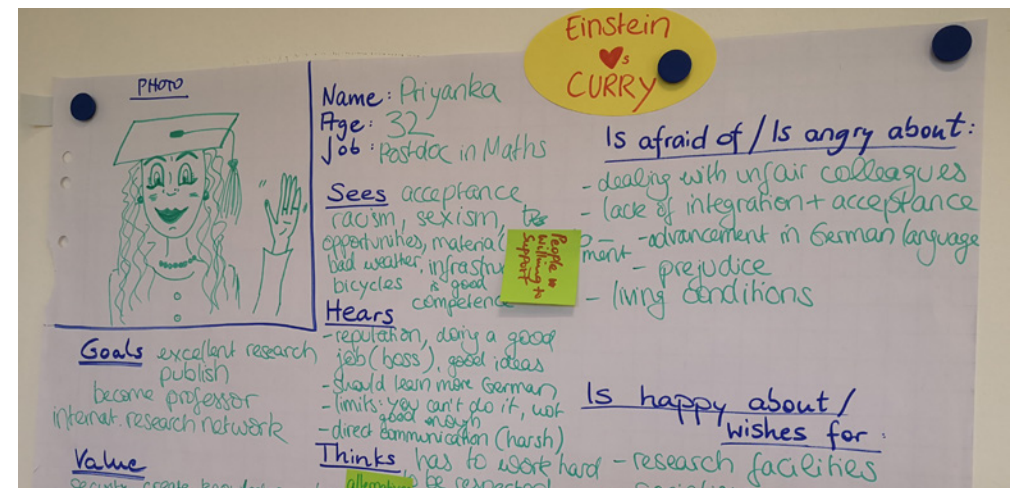 Einstein
♥s
CURRY
PHOTO
Name: Priyanka
Age: 32
Job: Postdoc in Maths
Sees acceptance,
racism, sexism,
opportunities, material
bad weather, infrastru
bicycles is good
competence
People
willing to
support
Hears
-reputation, doing a good
job (boss), good ideas
-should learn more German
-limits: you can't do it, not
good enough
-direct communication (harsh)
Thinks, has to work hard
be respected
Goals excellent research
publish
become professor
internat. research network
Value
Is afraid of / Is angry about:
- dealing with unfair colleagues
- lack of integration + acceptance
ment
- -advancement in German language
- prejudice
- living conditions
Is happy about /
wishes for:
- research facilities